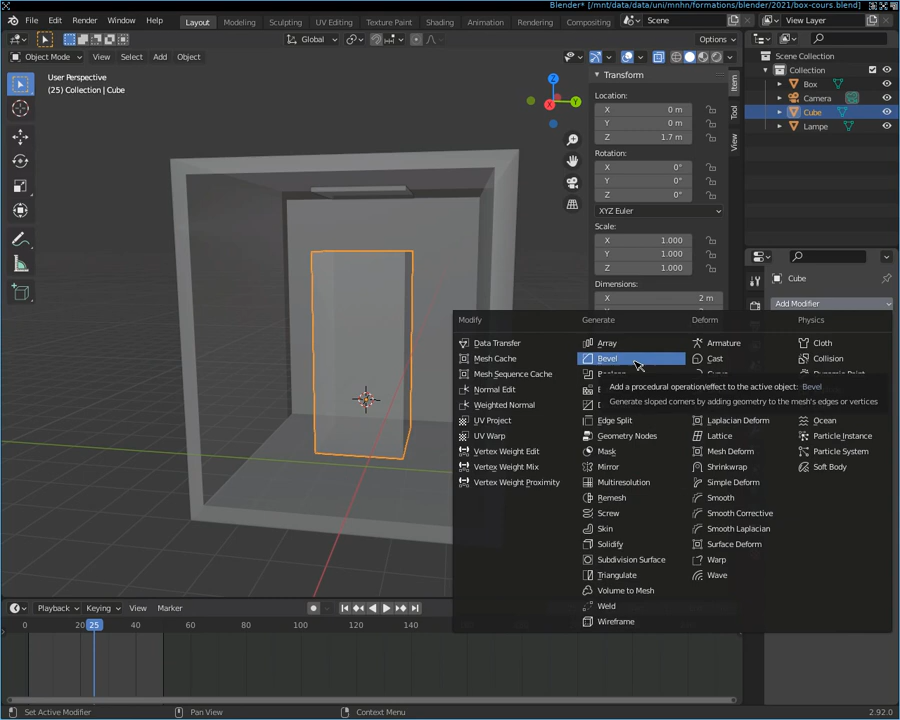 Blender* [/mnt/data/data/uni/mnhn/formations/blender/2021/box-cours.blend]
File Edit Render Window Help Layout Modeling Sculpting UV Editing Texture Paint Shading Animation Rendering Compositing Scene View Layer
Global Options
Object Mode View Select Add Object
User Perspective
(25) Collection | Cube
Z
Y
X
Transform
Location:
X 0 m
Y 0 m
Z 1.7 m
Rotation:
X 0°
Y 0°
Z 0°
XYZ Euler
Scale:
X 1.000
Y 1.000
Z 1.000
Dimensions:
X 2 m
Item
Tool
View
Scene Collection
Collection
Box
Camera
Cube
Lampe
Cube
Add Modifier
Modify
Data Transfer
Mesh Cache
Mesh Sequence Cache
Normal Edit
Weighted Normal
UV Project
UV Warp
Vertex Weight Edit
Vertex Weight Mix
Vertex Weight Proximity
Generate
Array
Bevel
Edge Split
Geometry Nodes
Mask
Mirror
Multiresolution
Remesh
Screw
Skin
Solidify
Subdivision Surface
Triangulate
Volume to Mesh
Weld
Wireframe
Deform
Armature
Cast
Laplacian Deform
Lattice
Mesh Deform
Shrinkwrap
Simple Deform
Smooth
Smooth Corrective
Smooth Laplacian
Surface Deform
Warp
Wave
Physics
Cloth
Collision
Ocean
Particle Instance
Particle System
Soft Body
Add a procedural operation/effect to the active object: Bevel
Generate sloped corners by adding geometry to the mesh's edges or vertices
Playback Keying View Marker
0 20 25 40 60 80 100 120 140
Set Active Modifier Pan View Context Menu 2.92.0